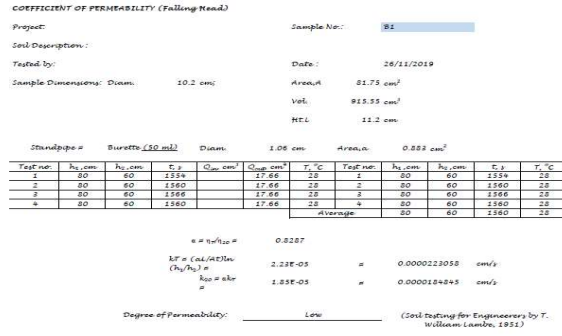 COEFFICIENT OF PERMEABILITY (Falling Head)
Project: Sample No.: B1
Soil Description :
Tested by: Date : 26/11/2019
Sample Dimensions: Diam. 10.2 cm; Area,A 81.75 cm²
Vol. 915.55 cm³
HT.L 11.2 cm
Standpipe = Burette (50 ml) Diam. 1.06 cm Area,a 0.883 cm²
Test no. h₁,cm h₂,cm t, s Qᵢₙ cm³ Qₒᵤₜ cm³ T, °C Test no. h₁,cm h₂,cm t, s T, °C
1 80 60 1554 17.66 28 1 80 60 1554 28
2 80 60 1560 17.66 28 2 80 60 1560 28
3 80 60 1566 17.66 28 3 80 60 1566 28
4 80 60 1560 17.66 28 4 80 60 1560 28
Average 80 60 1560 28
α = ηT/η₂₀ = 0.8287
kT = (aL/At)ln
(h₁/h₂) = 2.23E-05 = 0.0000223058 cm/s
k₂₀ = αkT
= 1.85E-05 = 0.0000184845 cm/s
Degree of Permeability: Low (Soil testing for Engineerers by T.
William Lambe, 1951)